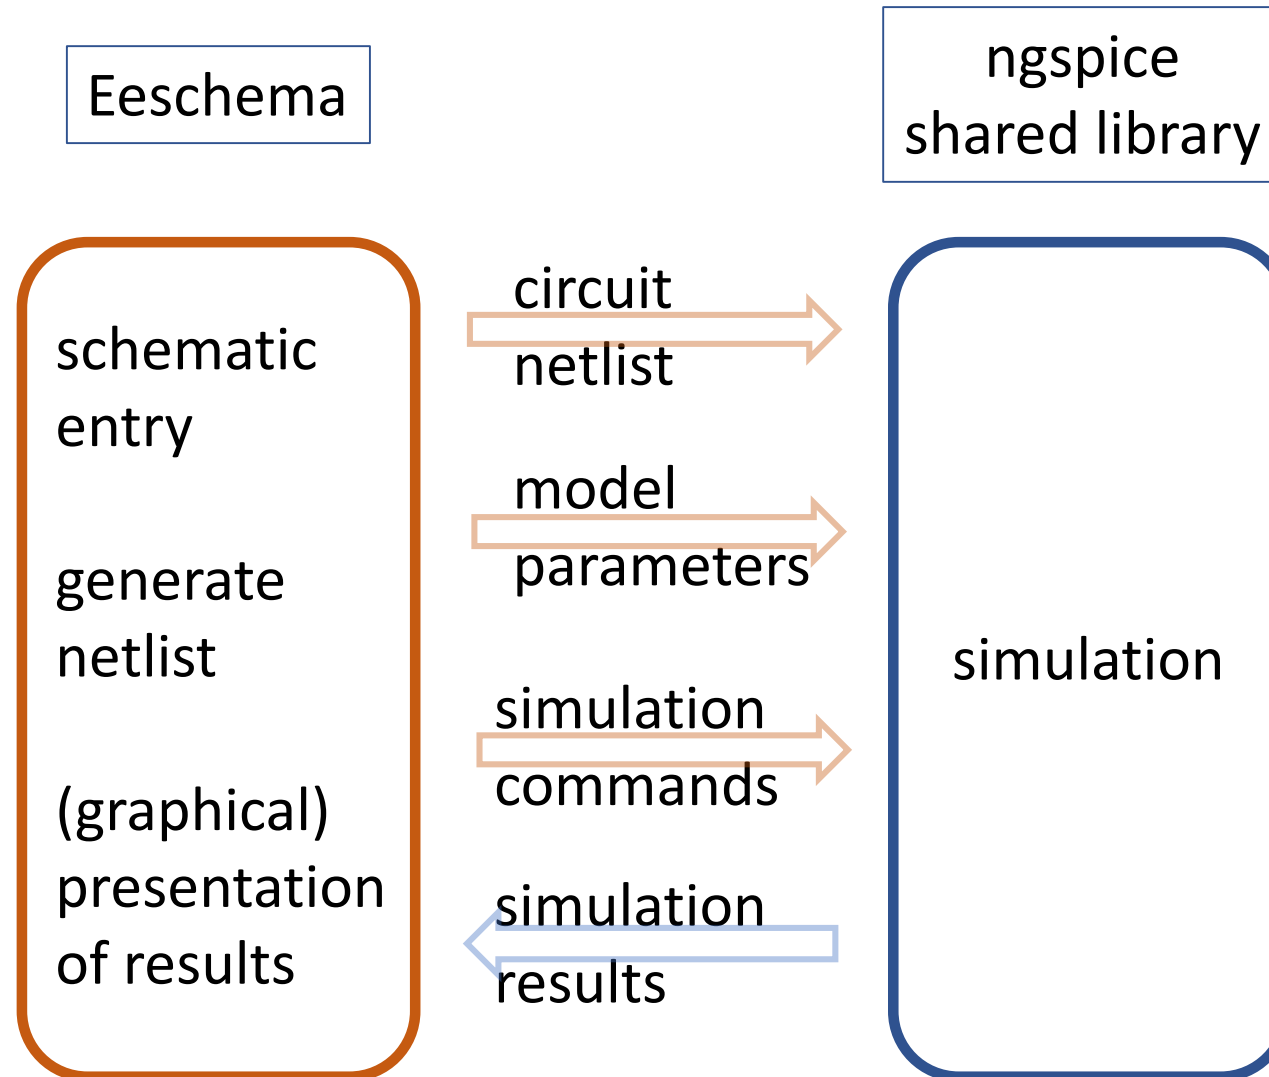 Eeschema
ngspice
shared library
schematic
entry
generate
netlist
(graphical)
presentation
of results
circuit
netlist
model
parameters
simulation
commands
simulation
results
simulation